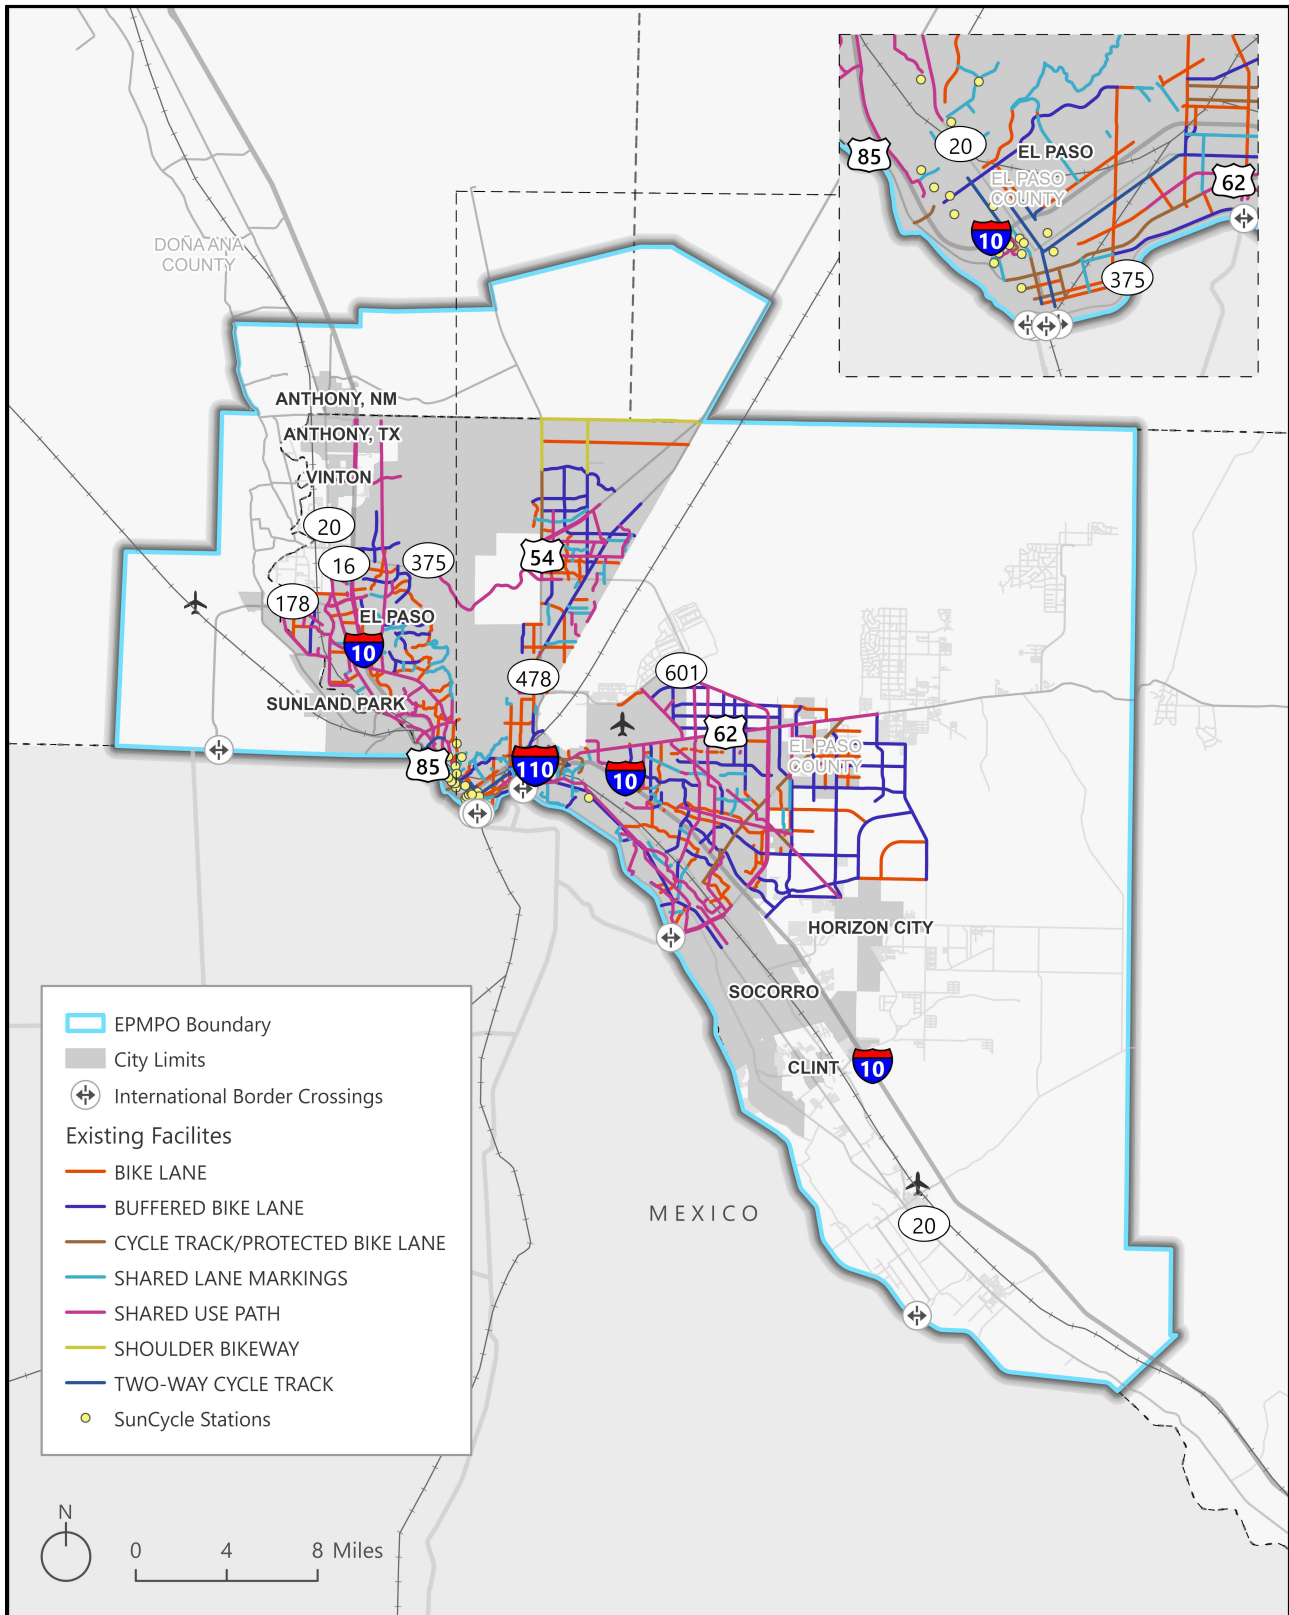 85
20
EL PASO
EL PASO
COUNTY
62
10
375
DOÑA ANA
COUNTY
ANTHONY, NM
ANTHONY, TX
VINTON
20
16
375
54
178
EL PASO
10
478
601
SUNLAND PARK
62
EL PASO
COUNTY
85
110
10
HORIZON CITY
SOCORRO
CLINT
10
20
MEXICO
EPMPO Boundary
City Limits
International Border Crossings
Existing Facilites
BIKE LANE
BUFFERED BIKE LANE
CYCLE TRACK/PROTECTED BIKE LANE
SHARED LANE MARKINGS
SHARED USE PATH
SHOULDER BIKEWAY
TWO-WAY CYCLE TRACK
SunCycle Stations
N
0 4 8 Miles